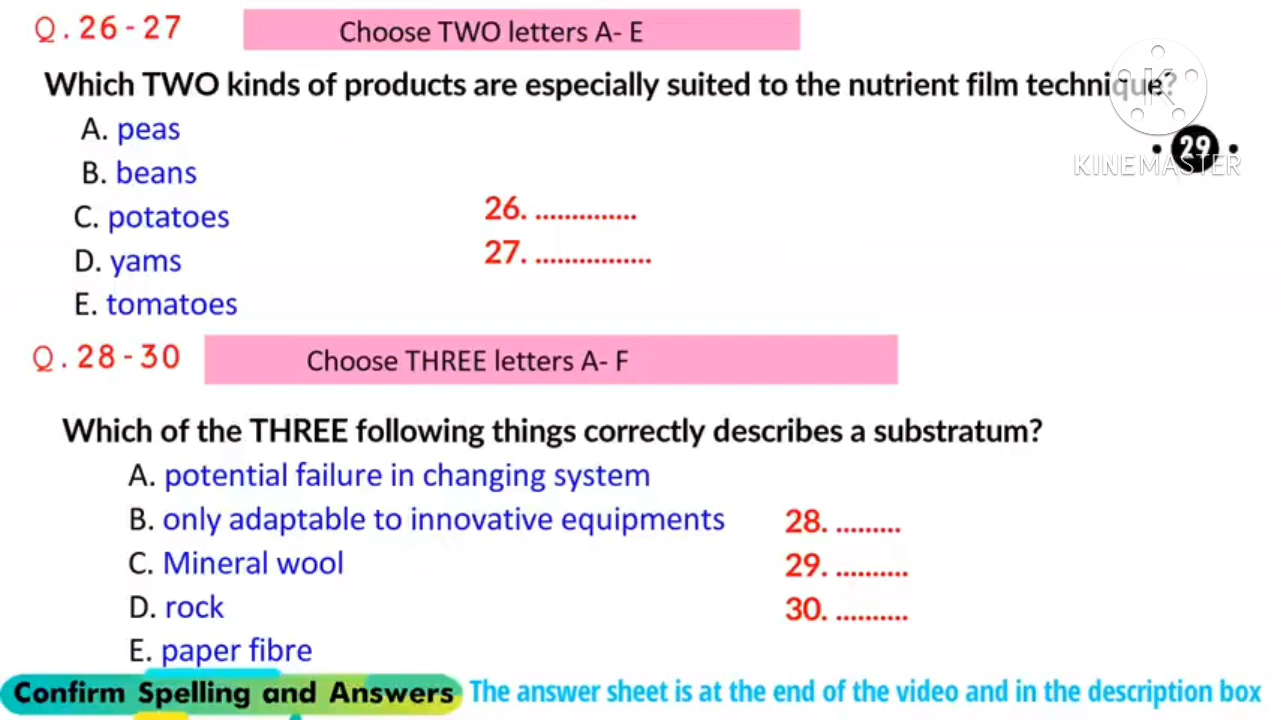 Q. 26-27
Choose TWO letters A- E
Which TWO kinds of products are especially suited to the nutrient film technique?
A. peas
29
B. beans
KINEMASTER
C. potatoes
26. ..............
D. yams
27. ................
E. tomatoes
Q. 28-30
Choose THREE letters A- F
Which of the THREE following things correctly describes a substratum?
A. potential failure in changing system
B. only adaptable to innovative equipments
28. .........
C. Mineral wool
29. ..........
D. rock
30. ..........
E. paper fibre
Confirm Spelling and Answers
The answer sheet is at the end of the video and in the description box